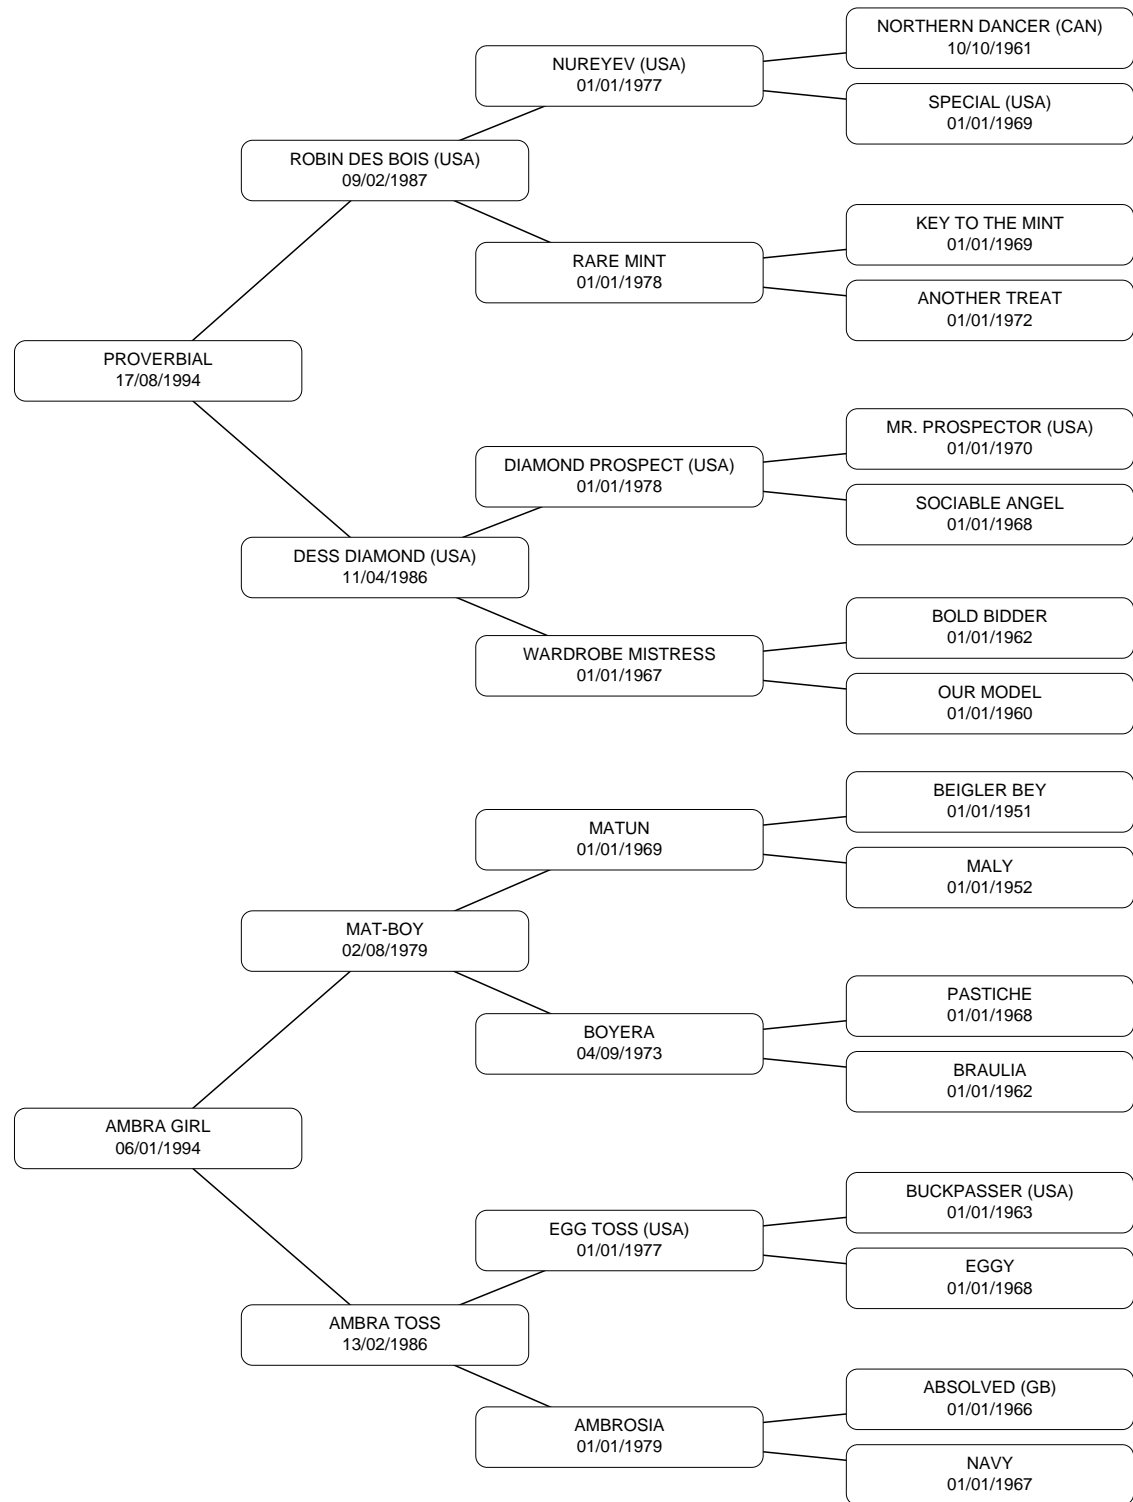 NORTHERN DANCER (CAN)
10/10/1961
NUREYEV (USA)
01/01/1977
SPECIAL (USA)
01/01/1969
ROBIN DES BOIS (USA)
09/02/1987
KEY TO THE MINT
01/01/1969
RARE MINT
01/01/1978
ANOTHER TREAT
01/01/1972
PROVERBIAL
17/08/1994
MR. PROSPECTOR (USA)
01/01/1970
DIAMOND PROSPECT (USA)
01/01/1978
SOCIABLE ANGEL
01/01/1968
DESS DIAMOND (USA)
11/04/1986
BOLD BIDDER
01/01/1962
WARDROBE MISTRESS
01/01/1967
OUR MODEL
01/01/1960
BEIGLER BEY
01/01/1951
MATUN
01/01/1969
MALY
01/01/1952
MAT-BOY
02/08/1979
PASTICHE
01/01/1968
BOYERA
04/09/1973
BRAULIA
01/01/1962
AMBRA GIRL
06/01/1994
BUCKPASSER (USA)
01/01/1963
EGG TOSS (USA)
01/01/1977
EGGY
01/01/1968
AMBRA TOSS
13/02/1986
ABSOLVED (GB)
01/01/1966
AMBROSIA
01/01/1979
NAVY
01/01/1967